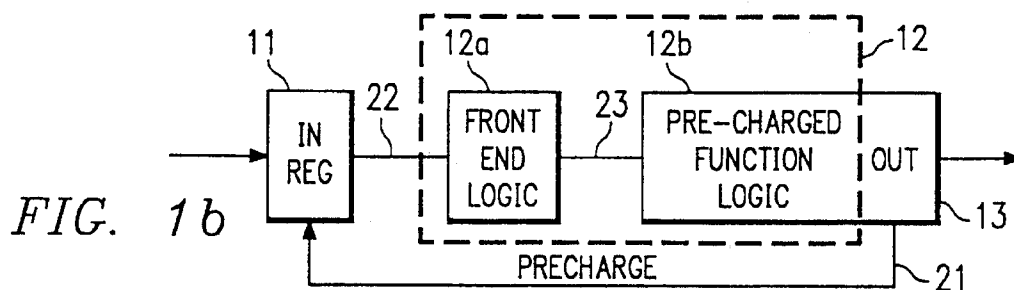 11
12a
12b
12
22
23
IN
REG
FRONT
END
LOGIC
PRE-CHARGED
FUNCTION
LOGIC
OUT
13
FIG. 1b
PRECHARGE
21